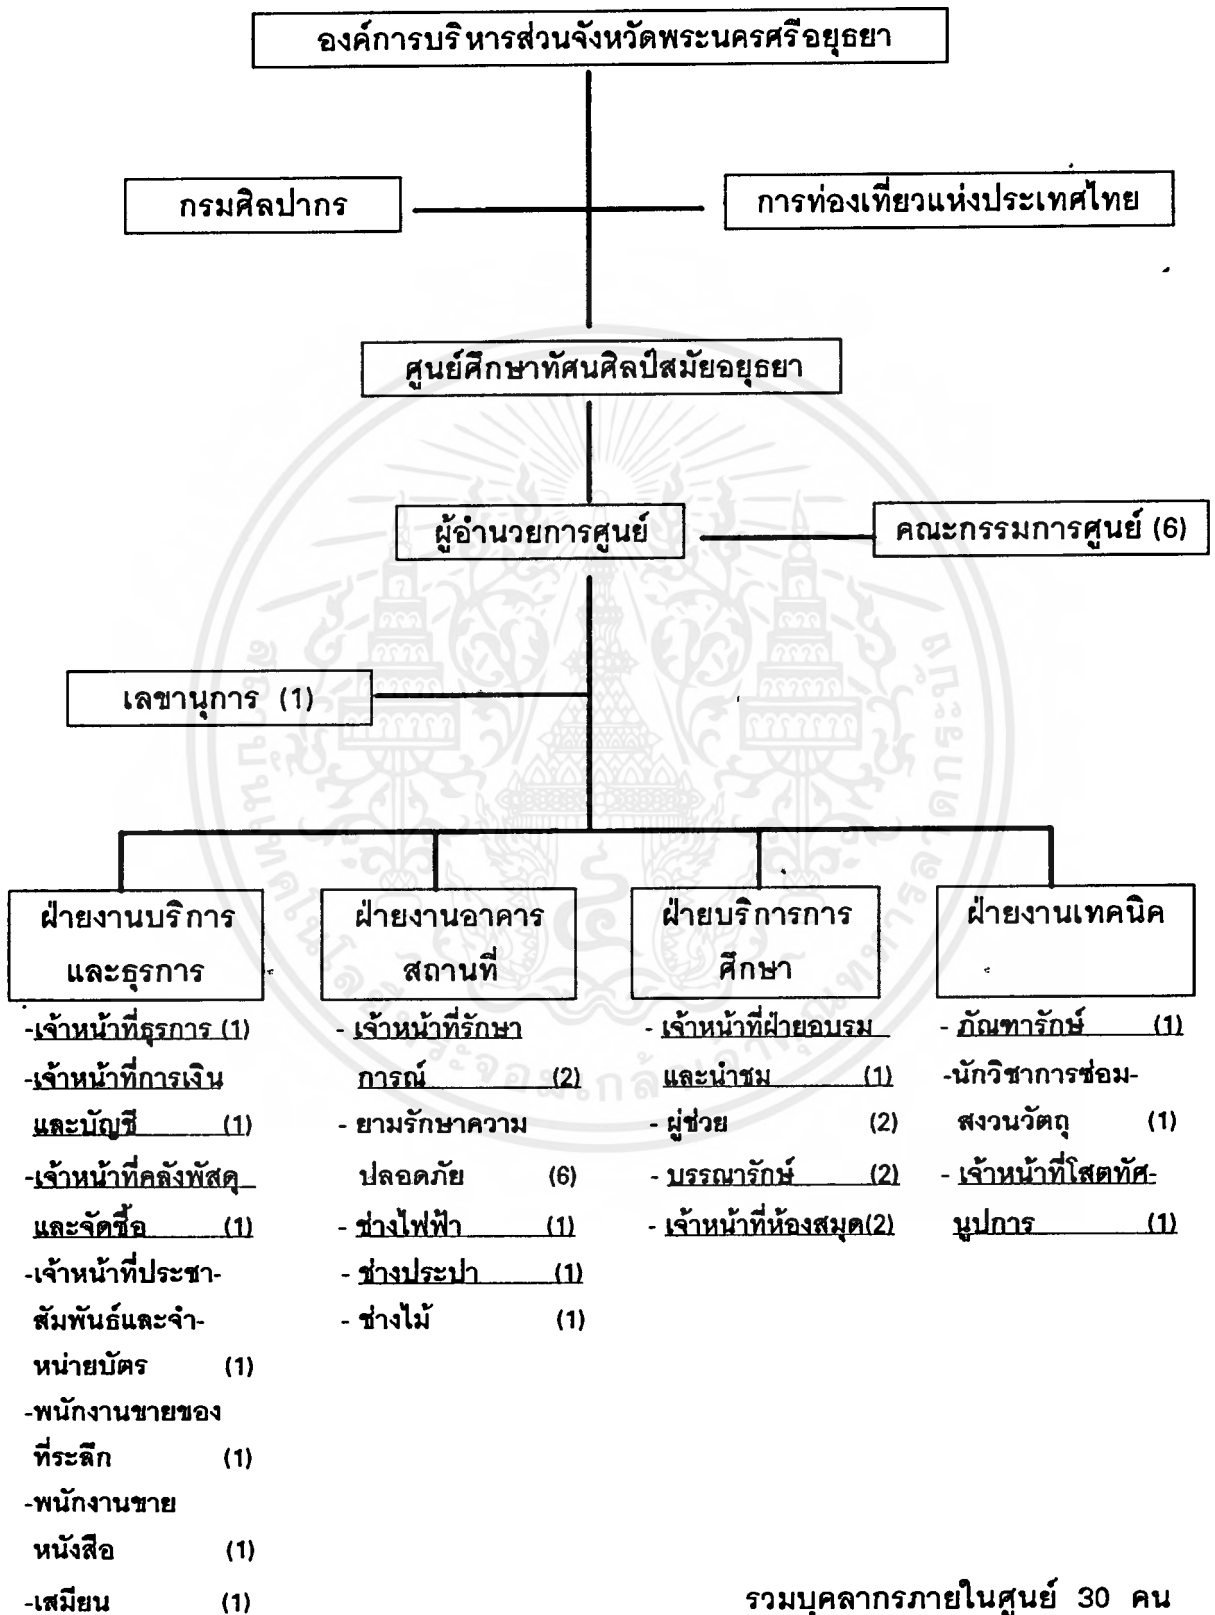 องค์การบริหารส่วนจังหวัดพระนครศรีอยุธยา
กรมศิลปากร
การท่องเที่ยวแห่งประเทศไทย
ศูนย์ศึกษาทัศนศิลป์สมัยอยุธยา
ผู้อำนวยการศูนย์
คณะกรรมการศูนย์ (6)
เลขานุการ (1)
ฝ่ายงานบริการ
และธุรการ
-เจ้าหน้าที่ธุรการ (1)
-เจ้าหน้าที่การเงิน
และบัญชี (1)
-เจ้าหน้าที่คลังพัสดุ
และจัดซื้อ (1)
-เจ้าหน้าที่ประชา-
สัมพันธ์และจำ-
หน่ายบัตร (1)
-พนักงานขายของ
ที่ระลึก (1)
-พนักงานขาย
หนังสือ (1)
-เสมียน (1)
ฝ่ายงานอาคาร
สถานที่
- เจ้าหน้าที่รักษา
การณ์ (2)
- ยามรักษาความ
ปลอดภัย (6)
- ช่างไฟฟ้า (1)
- ช่างประปา (1)
- ช่างไม้ (1)
ฝ่ายบริการการ
ศึกษา
- เจ้าหน้าที่ฝ่ายอบรม
และนำชม (1)
- ผู้ช่วย (2)
- บรรณารักษ์ (2)
- เจ้าหน้าที่ห้องสมุด(2)
ฝ่ายงานเทคนิค
- ภัณฑารักษ์ (1)
-นักวิชาการซ่อม-
สงวนวัตถุ (1)
- เจ้าหน้าที่โสตทัศ-
นูปการ (1)
รวมบุคลากรภายในศูนย์ 30 คน